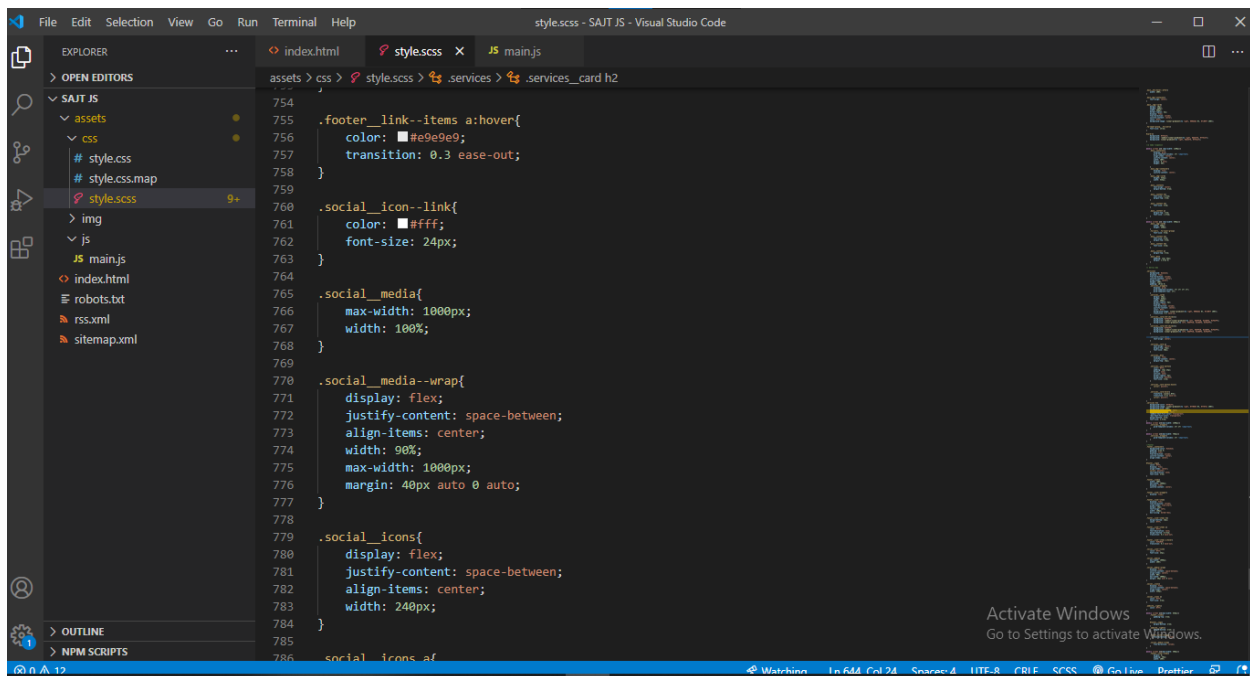 File Edit Selection View Go Run Terminal Help style.scss - SAJT JS - Visual Studio Code
EXPLORER ...
index.html style.scss JS main.js
OPEN EDITORS
assets > css > style.scss > .services > .services__card h2
SAJT JS
assets
css
# style.css
# style.css.map
style.scss 9+
img
js
JS main.js
index.html
robots.txt
rss.xml
sitemap.xml
OUTLINE
NPM SCRIPTS
754
755 .footer__link--items a:hover{
756 color: #e9e9e9;
757 transition: 0.3 ease-out;
758 }
759
760 .social__icon--link{
761 color: #fff;
762 font-size: 24px;
763 }
764
765 .social__media{
766 max-width: 1000px;
767 width: 100%;
768 }
769
770 .social__media--wrap{
771 display: flex;
772 justify-content: space-between;
773 align-items: center;
774 width: 90%;
775 max-width: 1000px;
776 margin: 40px auto 0 auto;
777 }
778
779 .social__icons{
780 display: flex;
781 justify-content: space-between;
782 align-items: center;
783 width: 240px;
784 }
785
786 .social__icons a{
Activate Windows
Go to Settings to activate Windows.
1
0 12 Watching Ln 644, Col 24 Spaces: 4 UTF-8 CRLF SCSS Go Live Prettier